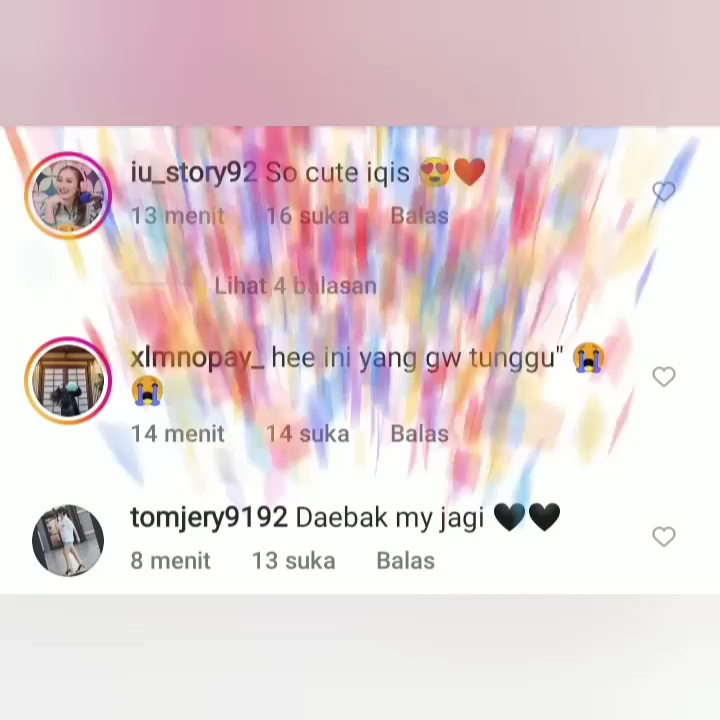 iu_story92 So cute iqis 😍❤️
13 menit 16 suka Balas
Lihat 4 balasan
xlmnopay_ hee ini yang gw tunggu" 😭
😭
14 menit 14 suka Balas
tomjery9192 Daebak my jagi 🖤🖤
8 menit 13 suka Balas